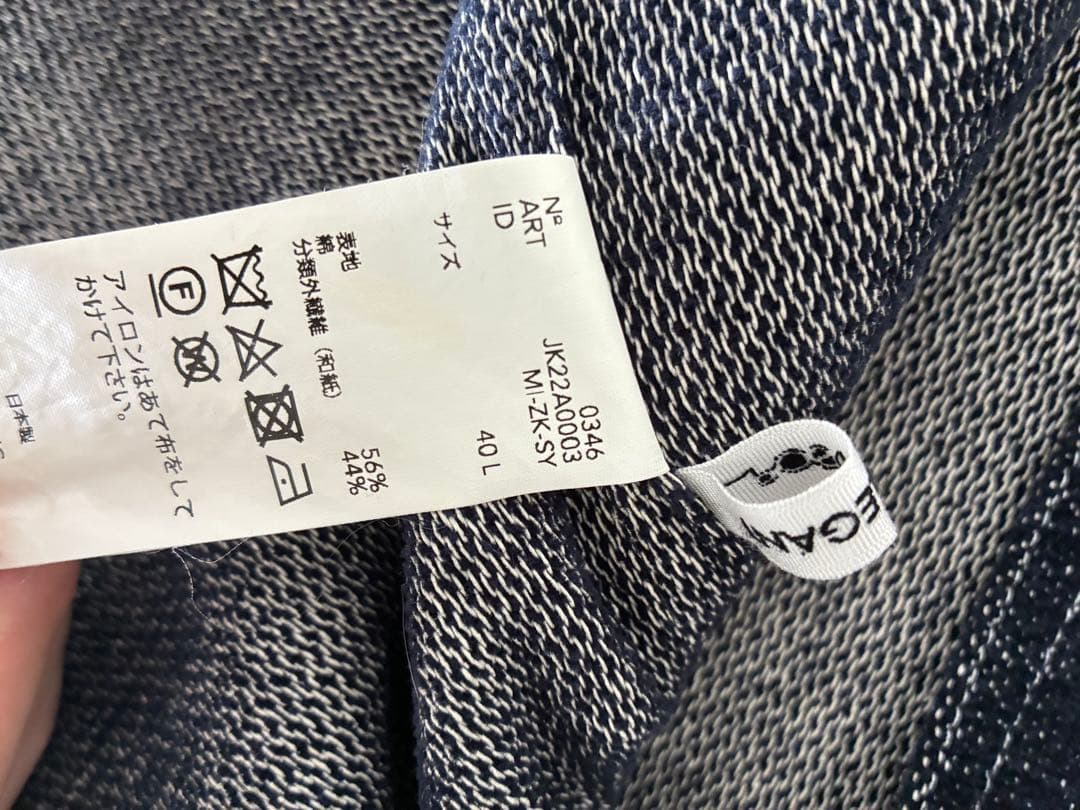 № 0346
ART JK22A0003
ID MI-ZK-SY
サイズ 40 L
表地
綿 56%
分類外繊維 (和紙) 44%
F
W
アイロンはあて布をして
かけて下さい。
日本製
EGAN